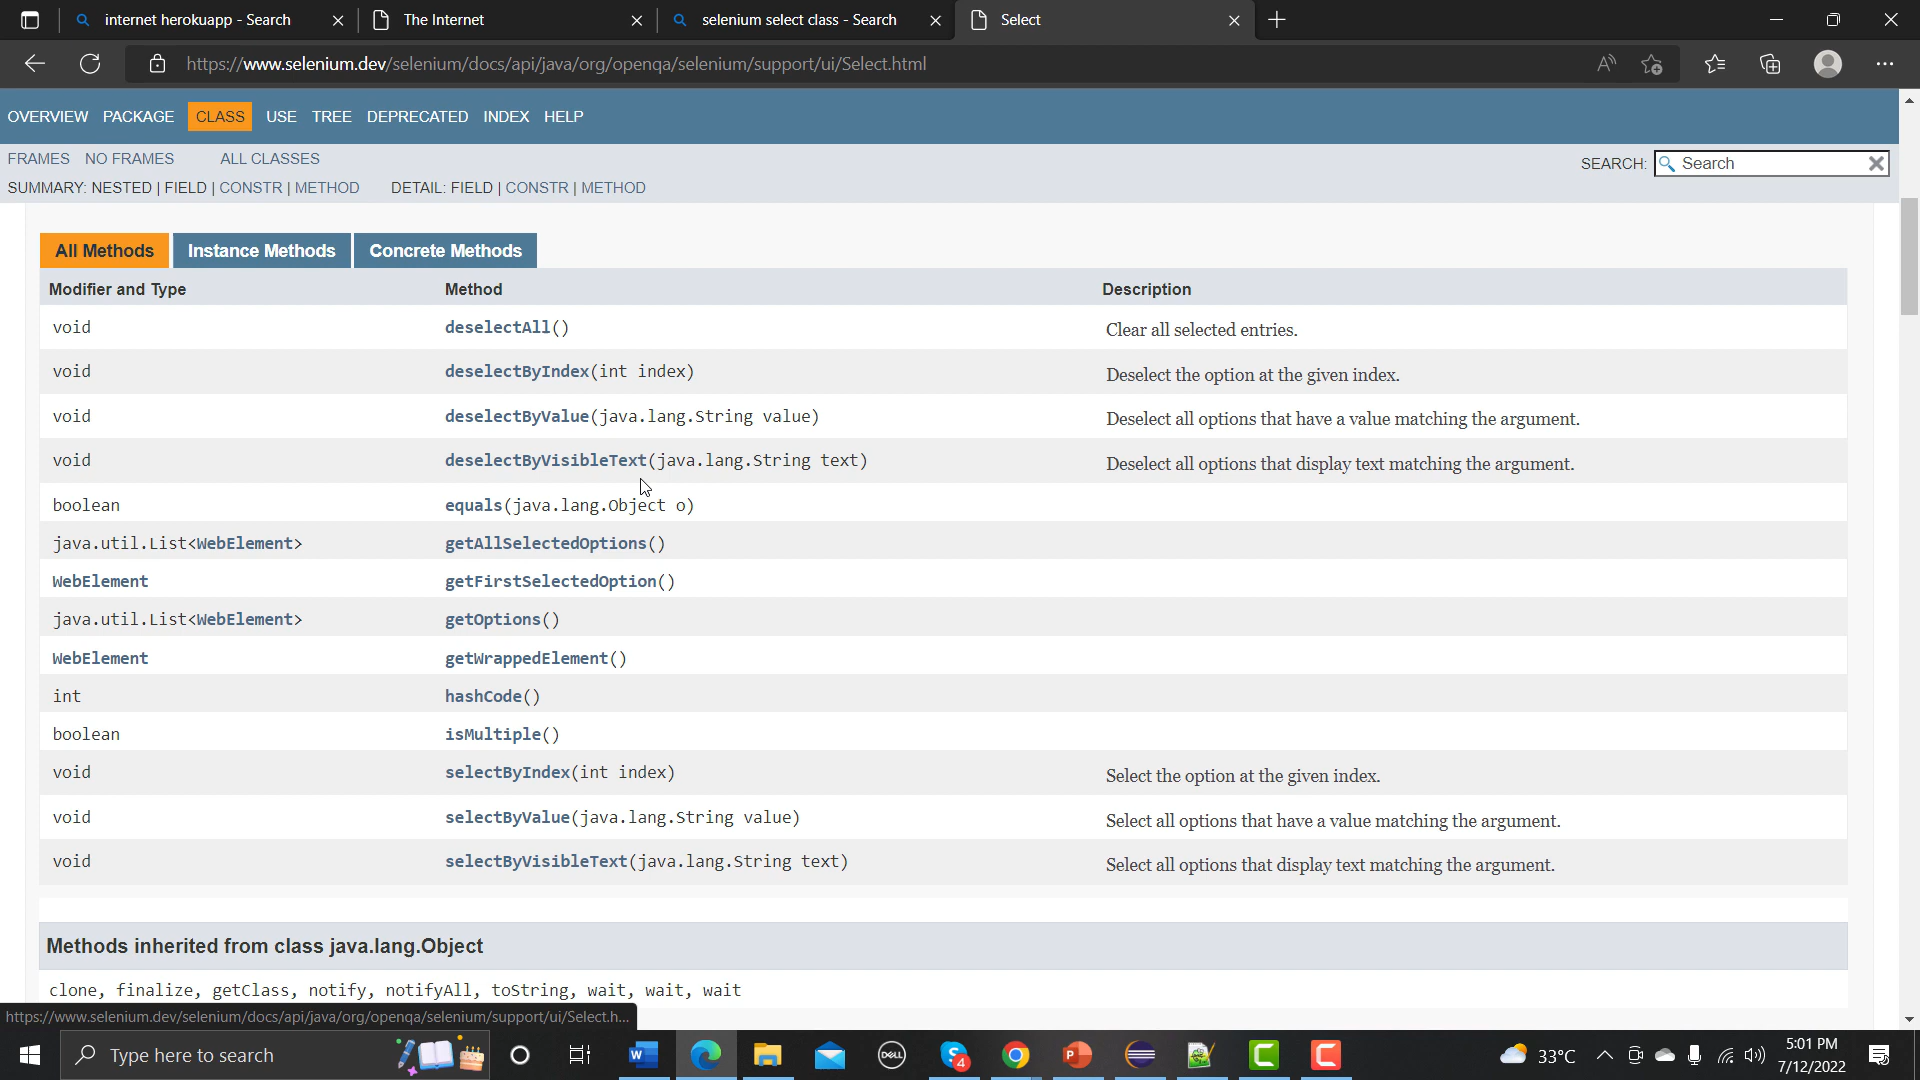 internet herokuapp - Search
The Internet
selenium select class - Search
Select
https://www.selenium.dev/selenium/docs/api/java/org/openqa/selenium/support/ui/Select.html
OVERVIEW PACKAGE CLASS USE TREE DEPRECATED INDEX HELP
FRAMES NO FRAMES ALL CLASSES
SEARCH: Search
SUMMARY: NESTED | FIELD | CONSTR | METHOD DETAIL: FIELD | CONSTR | METHOD
All Methods Instance Methods Concrete Methods
Modifier and Type Method Description
void deselectAll() Clear all selected entries.
void deselectByIndex(int index) Deselect the option at the given index.
void deselectByValue(java.lang.String value) Deselect all options that have a value matching the argument.
void deselectByVisibleText(java.lang.String text) Deselect all options that display text matching the argument.
boolean equals(java.lang.Object o)
java.util.List<WebElement> getAllSelectedOptions()
WebElement getFirstSelectedOption()
java.util.List<WebElement> getOptions()
WebElement getWrappedElement()
int hashCode()
boolean isMultiple()
void selectByIndex(int index) Select the option at the given index.
void selectByValue(java.lang.String value) Select all options that have a value matching the argument.
void selectByVisibleText(java.lang.String text) Select all options that display text matching the argument.
Methods inherited from class java.lang.Object
clone, finalize, getClass, notify, notifyAll, toString, wait, wait, wait
https://www.selenium.dev/selenium/docs/api/java/org/openqa/selenium/support/ui/Select.h...
Type here to search
W
DELL
S
4
P
C
C
33°C
5:01 PM
7/12/2022